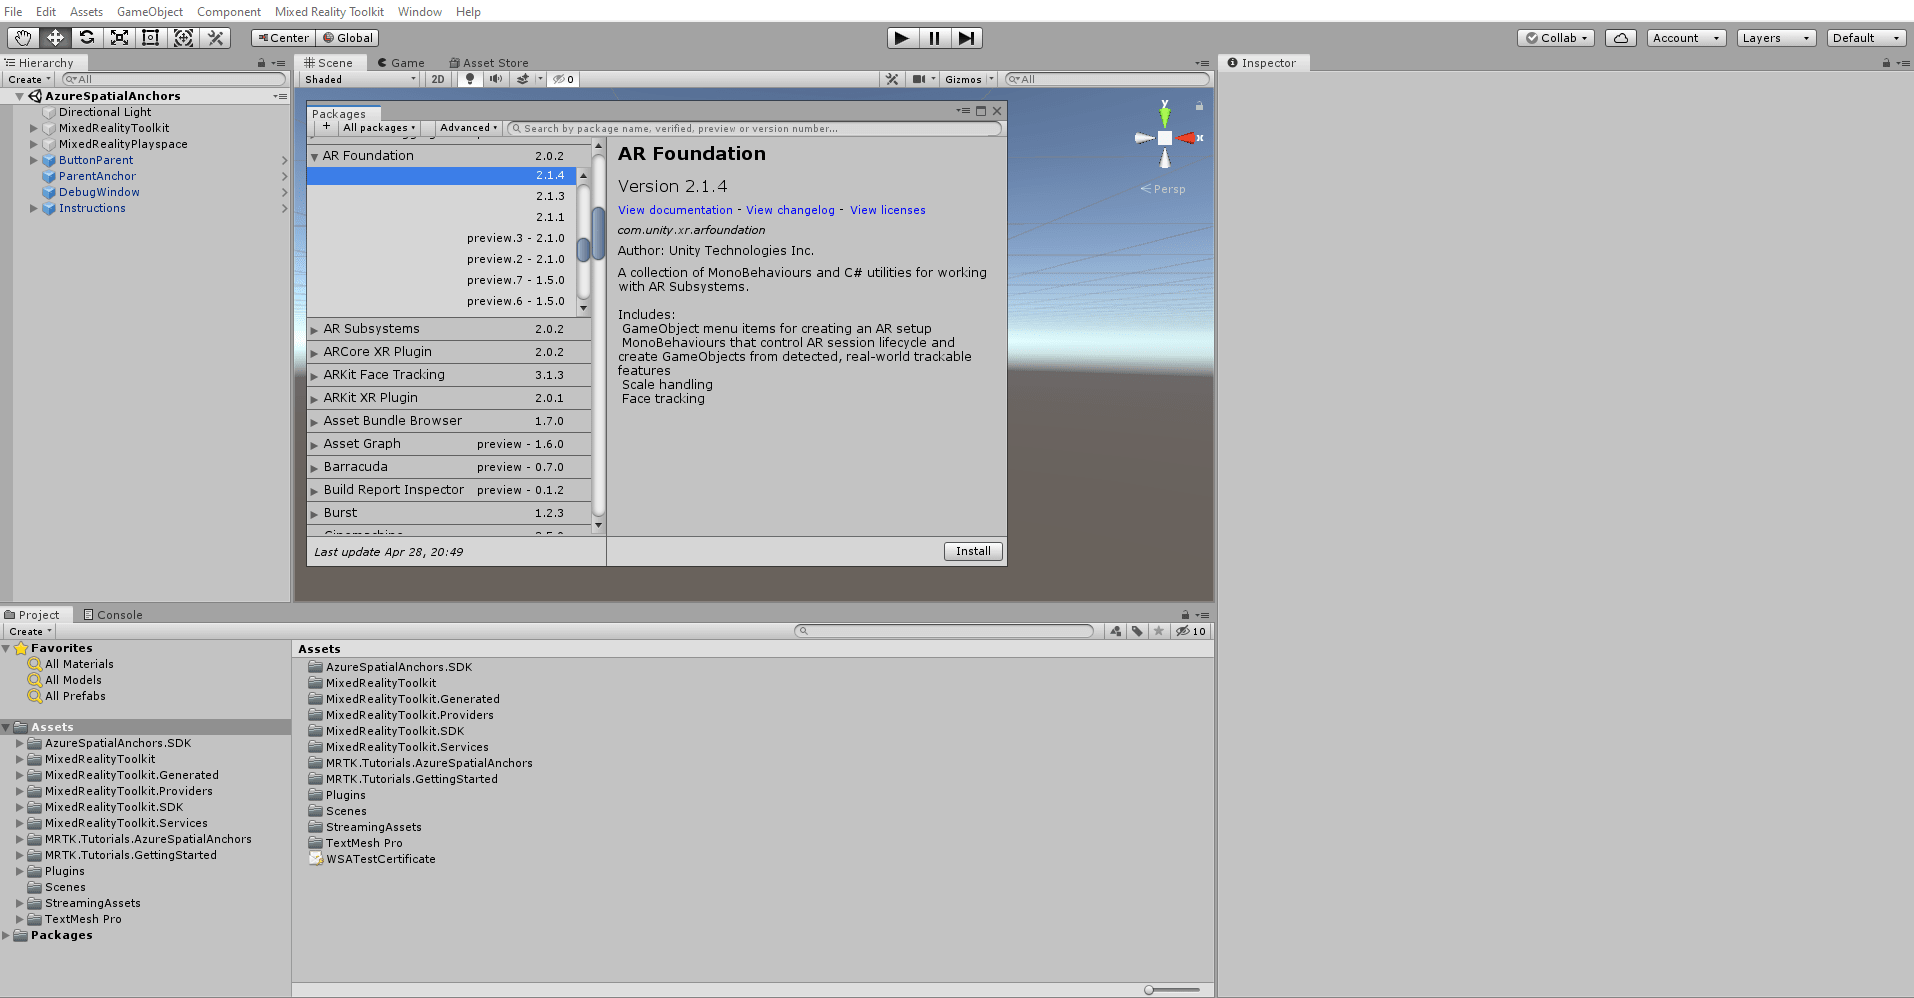 File Edit Assets GameObject Component Mixed Reality Toolkit Window Help
Center Global
Collab Account Layers Default
Hierarchy
Create All
AzureSpatialAnchors
Directional Light
MixedRealityToolkit
MixedRealityPlayspace
ButtonParent
ParentAnchor
DebugWindow
Instructions
Scene Game Asset Store
Shaded 2D 0 Gizmos All
y
x
Persp
Packages
+ All packages Advanced Search by package name, verified, preview or version number...
AR Foundation 2.0.2
2.1.4
2.1.3
2.1.1
preview.3 - 2.1.0
preview.2 - 2.1.0
preview.7 - 1.5.0
preview.6 - 1.5.0
AR Subsystems 2.0.2
ARCore XR Plugin 2.0.2
ARKit Face Tracking 3.1.3
ARKit XR Plugin 2.0.1
Asset Bundle Browser 1.7.0
Asset Graph preview - 1.6.0
Barracuda preview - 0.7.0
Build Report Inspector preview - 0.1.2
Burst 1.2.3
Last update Apr 28, 20:49
AR Foundation
Version 2.1.4
View documentation - View changelog - View licenses
com.unity.xr.arfoundation
Author: Unity Technologies Inc.
A collection of MonoBehaviours and C# utilities for working
with AR Subsystems.
Includes:
GameObject menu items for creating an AR setup
MonoBehaviours that control AR session lifecycle and
create GameObjects from detected, real-world trackable
features
Scale handling
Face tracking
Install
Inspector
Project Console
Create 10
Favorites
All Materials
All Models
All Prefabs
Assets
AzureSpatialAnchors.SDK
MixedRealityToolkit
MixedRealityToolkit.Generated
MixedRealityToolkit.Providers
MixedRealityToolkit.SDK
MixedRealityToolkit.Services
MRTK.Tutorials.AzureSpatialAnchors
MRTK.Tutorials.GettingStarted
Plugins
Scenes
StreamingAssets
TextMesh Pro
Packages
Assets
AzureSpatialAnchors.SDK
MixedRealityToolkit
MixedRealityToolkit.Generated
MixedRealityToolkit.Providers
MixedRealityToolkit.SDK
MixedRealityToolkit.Services
MRTK.Tutorials.AzureSpatialAnchors
MRTK.Tutorials.GettingStarted
Plugins
Scenes
StreamingAssets
TextMesh Pro
WSATestCertificate